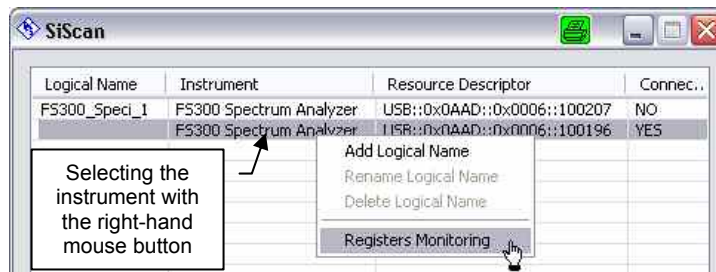 SiScan
Logical Name Instrument Resource Descriptor Connec..
FS300_Speci_1 FS300 Spectrum Analyzer USB::0x0AAD::0x0006::100207 NO
FS300 Spectrum Analyzer USB::0x0AAD::0x0006::100196 YES
Selecting the
instrument with
the right-hand
mouse button
Add Logical Name
Rename Logical Name
Delete Logical Name
Registers Monitoring